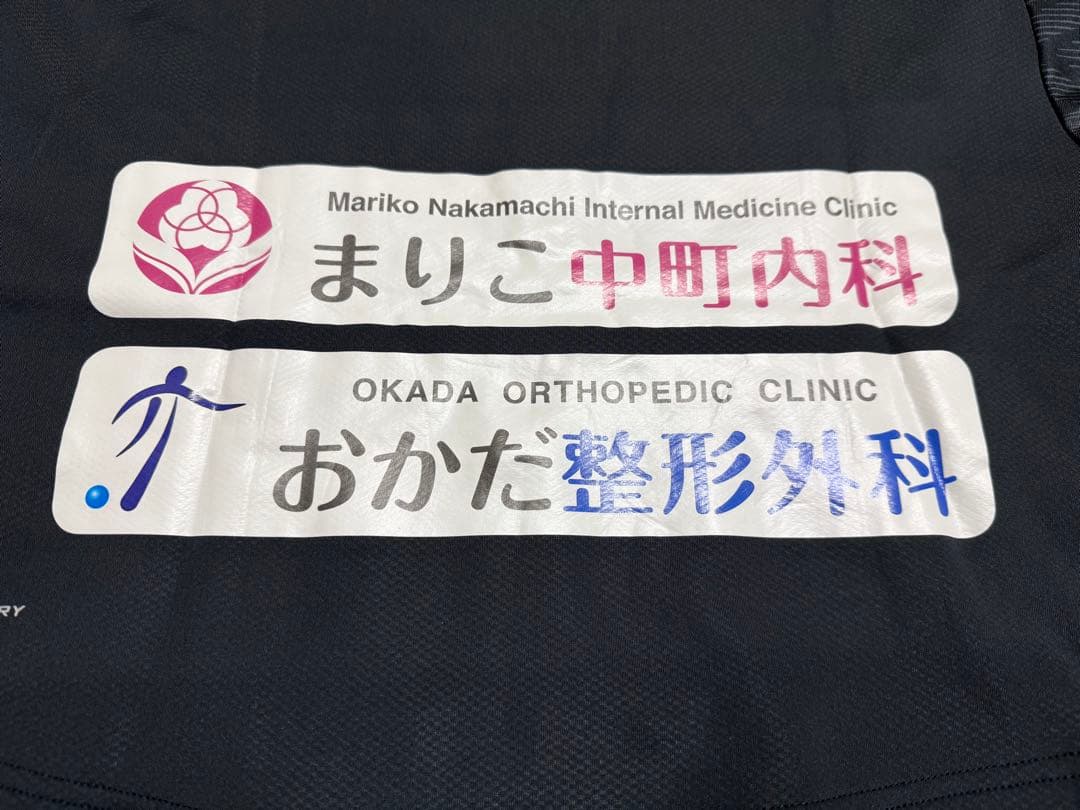 Mariko Nakamachi Internal Medicine Clinic
まりこ中町内科
OKADA ORTHOPEDIC CLINIC
おかだ整形外科
RY